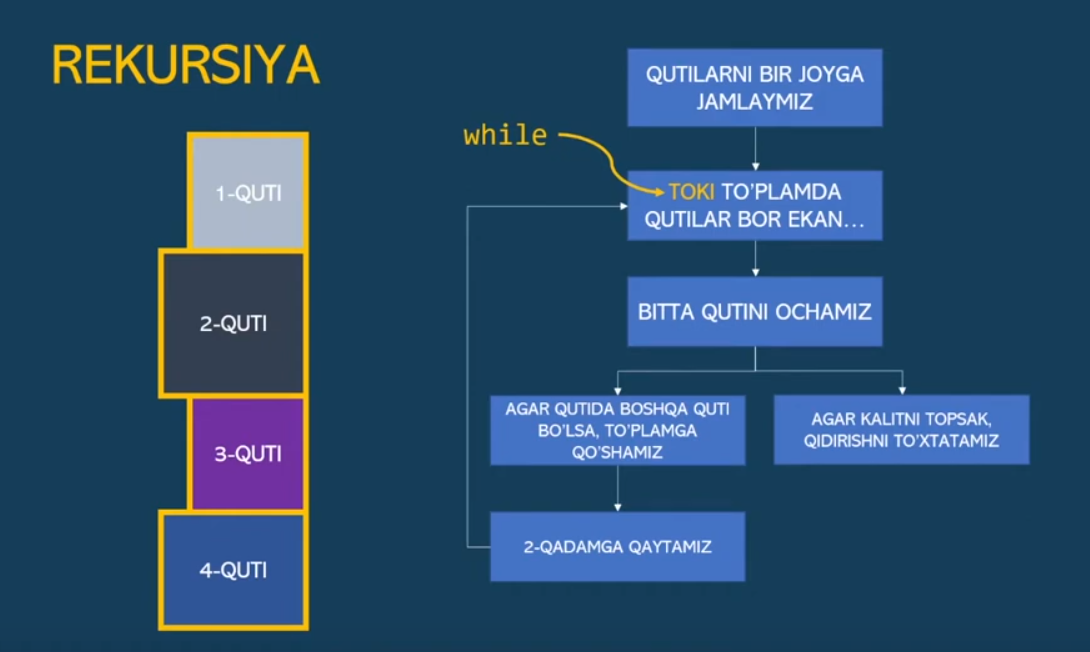 REKURSIYA
1-QUTI
2-QUTI
3-QUTI
4-QUTI
while
QUTILARNI BIR JOYGA
JAMLAYMIZ
TOKI TO’PLAMDA
QUTILAR BOR EKAN...
BITTA QUTINI OCHAMIZ
AGAR QUTIDA BOSHQA QUTI
BO’LSA, TO’PLAMGA
QO’SHAMIZ
AGAR KALITNI TOPSAK,
QIDIRISHNI TO’XTATAMIZ
2-QADAMGA QAYTAMIZ